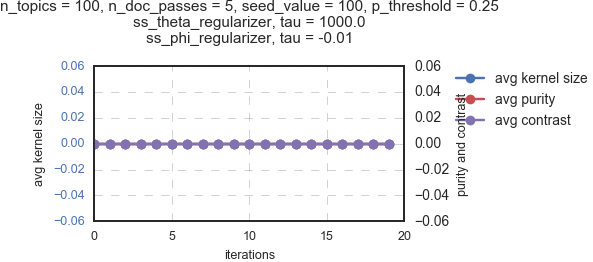 n_topics = 100, n_doc_passes = 5, seed_value = 100, p_threshold = 0.25
ss_theta_regularizer, tau = 1000.0
ss_phi_regularizer, tau = -0.01
0.06
0.04
0.02
0.00
−0.02
−0.04
−0.06
avg kernel size
0.06
0.04
0.02
0.00
−0.02
−0.04
−0.06
purity and contrast
avg kernel size
avg purity
avg contrast
0 5 10 15 20
iterations